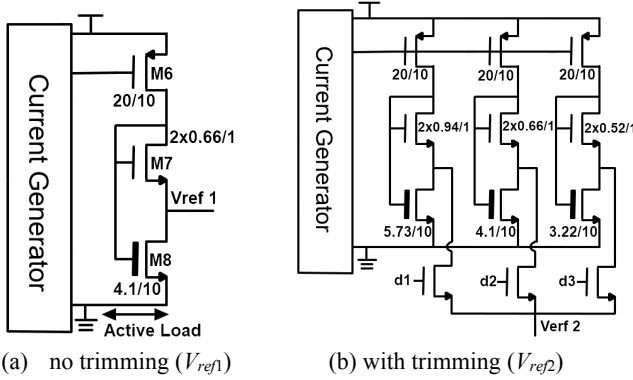 Current Generator
M6
20/10
2x0.66/1
M7
Vref 1
M8
4.1/10
Active Load
(a) no trimming (Vref1)
Current Generator
20/10
20/10
20/10
2x0.94/1
2x0.66/1
2x0.52/1
5.73/10
4.1/10
3.22/10
d1
d2
d3
Verf 2
(b) with trimming (Vref2)